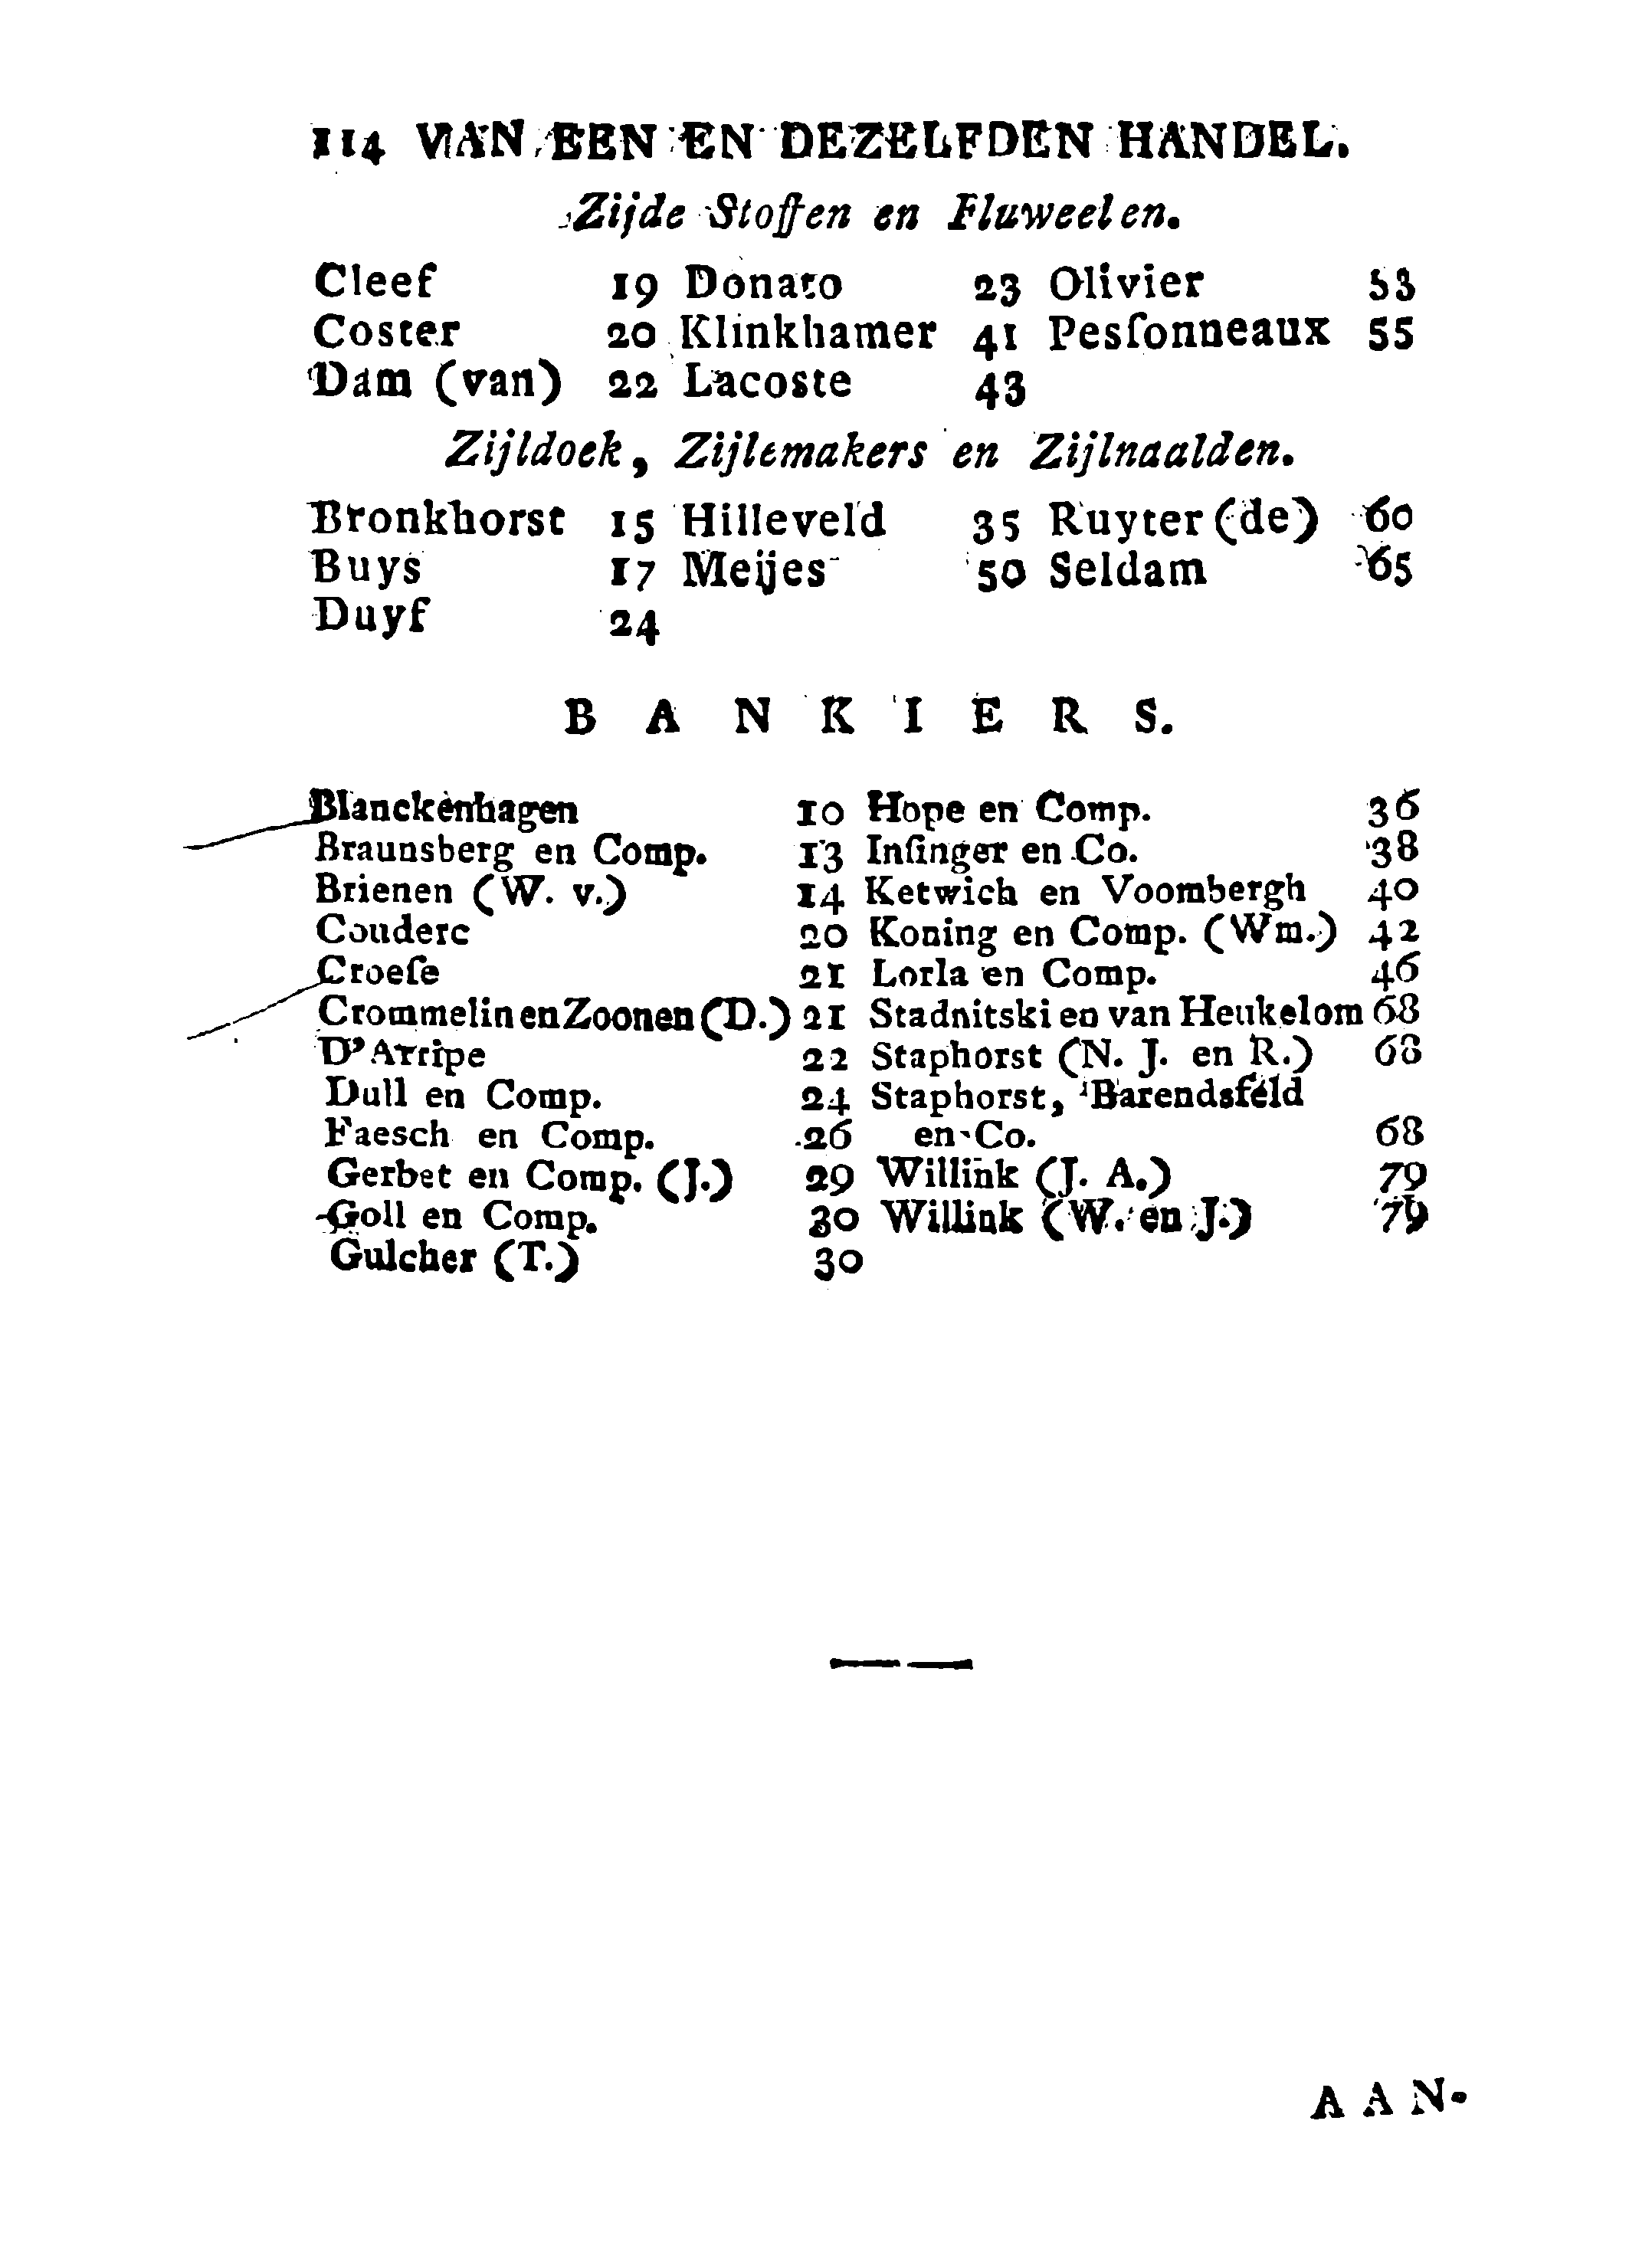 114 VAN EEN EN DEZELFDEN HANDEL.
Zijde Stoffen en Fluweelen.
Cleef 19 Donato 23 Olivier 53
Coster 20 Klinkhamer 41 Pesſonneaux 55
Dam (van) 22 Lacoste 43
Zijldoek, Zijlemakers en Zijlnaalden.
Bronkhorst 15 Hilleveld 35 Ruyter (de) 60
Buys 17 Meijes 50 Seldam 65
Duyf 24
BANKIERS.
Blanckenhagen 10 Hope en Comp. 36
Braunsberg en Comp. 13 Inſinger en Co. 38
Brienen (W. v.) 14 Ketwich en Voombergh 40
Couderc 20 Koning en Comp. (Wm.) 42
Croeſe 21 Lorla en Comp. 46
Crommelin en Zoonen (D.) 21 Stadnitski en van Heukelom 68
D'Arripe 22 Staphorst (N. J. en R.) 68
Dull en Comp. 24 Staphorst, Barendsfeld
Faesch en Comp. 26 en Co. 68
Gerbet en Comp. (J.) 29 Willink (J. A.) 79
Goll en Comp. 30 Willink (W. en J.) 79
Gulcher (T.) 30
AAN-